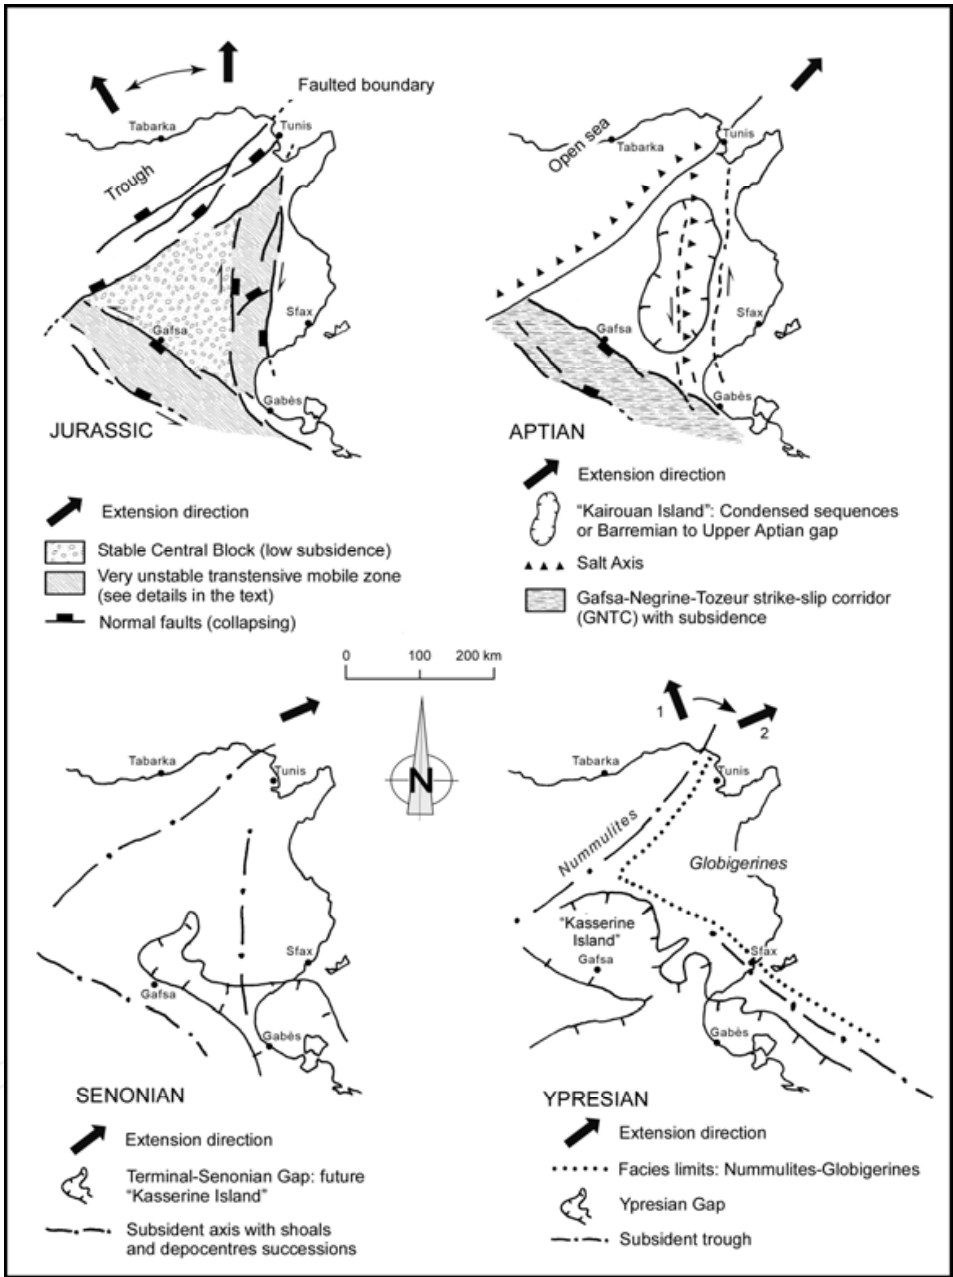 Faulted boundary
Tabarka
Tunis
Trough
Sfax
Gafsa
Gabès
JURASSIC
Extension direction
Stable Central Block (low subsidence)
Very unstable transtensive mobile zone
(see details in the text)
Normal faults (collapsing)
Open sea
Tabarka
Tunis
Sfax
Gafsa
Gabès
APTIAN
Extension direction
"Kairouan Island": Condensed sequences
or Barremian to Upper Aptian gap
Salt Axis
Gafsa-Negrine-Tozeur strike-slip corridor
(GNTC) with subsidence
0 100 200 km
N
Tabarka
Tunis
Sfax
Gafsa
Gabès
SENONIAN
Extension direction
Terminal-Senonian Gap: future
"Kasserine Island"
Subsident axis with shoals
and depocentres successions
1
2
Tabarka
Tunis
Nummulites
Globigerines
"Kasserine
Island"
Gafsa
Sfax
Gabès
YPRESIAN
Extension direction
Facies limits: Nummulites-Globigerines
Ypresian Gap
Subsident trough